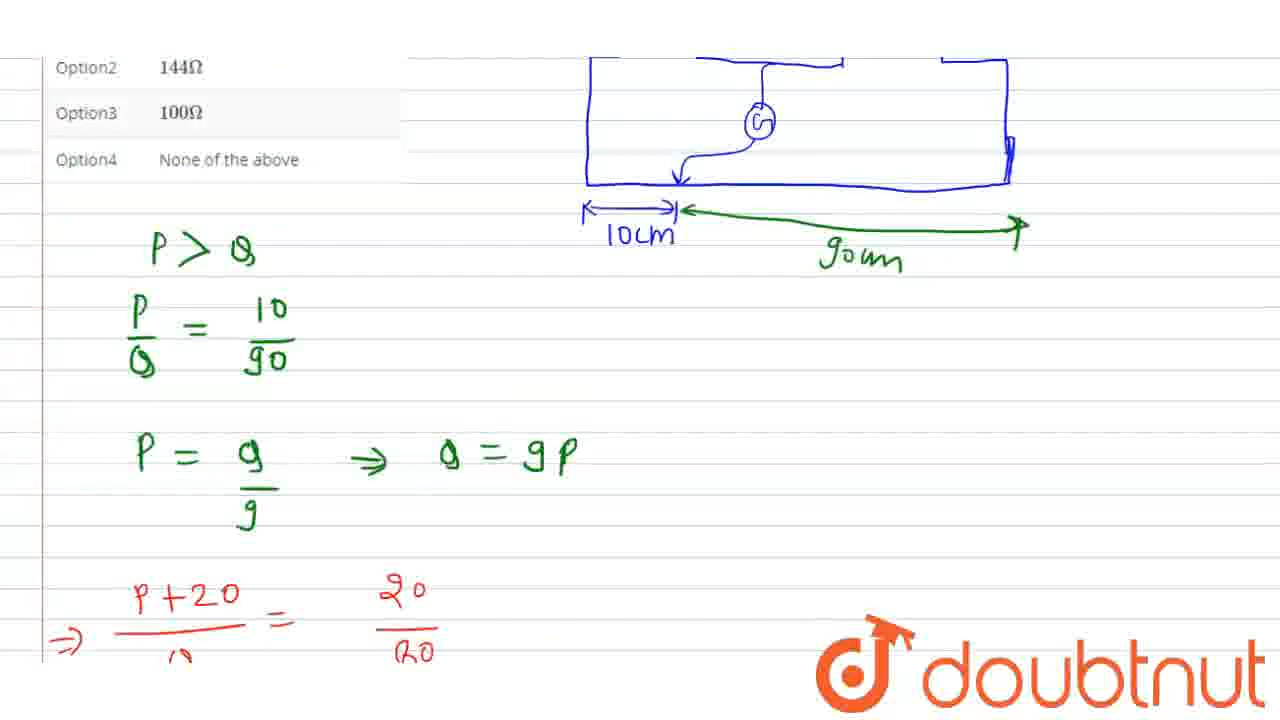 Option2 144Ω
Option3 100Ω
Option4 None of the above
G
10cm
90cm
P > Q
P/Q = 10/90
P = Q/9 ⇒ Q = 9P
⇒ P+20/Q = 20/80
doubtnut